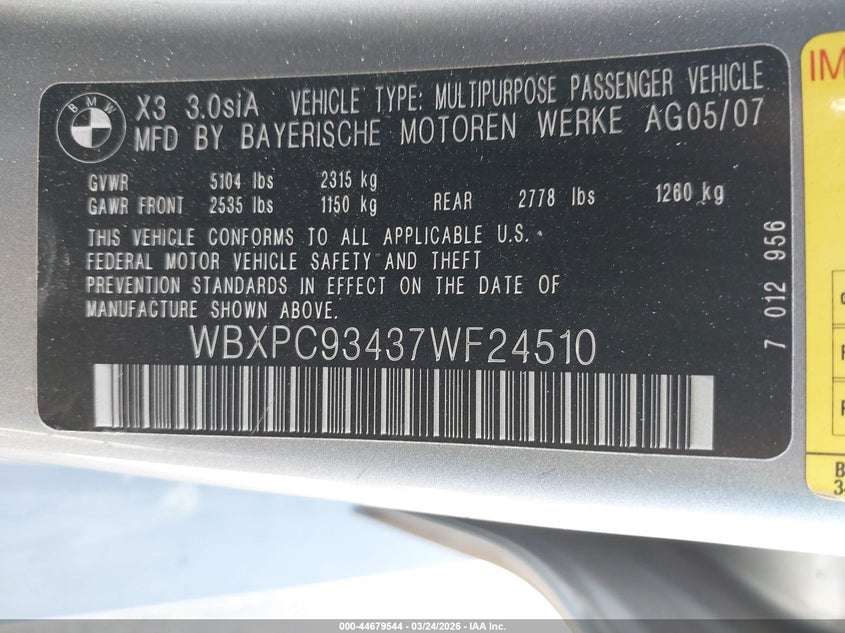 BMW
X3 3.0siA VEHICLE TYPE: MULTIPURPOSE PASSENGER VEHICLE
MFD BY BAYERISCHE MOTOREN WERKE AG05/07
GVWR 5104 lbs 2315 kg
GAWR FRONT 2535 lbs 1150 kg REAR 2778 lbs 1260 kg
THIS VEHICLE CONFORMS TO ALL APPLICABLE U.S.
FEDERAL MOTOR VEHICLE SAFETY AND THEFT
PREVENTION STANDARDS IN EFFECT ON THE DATE OF
MANUFACTURE SHOWN ABOVE.
WBXPC93437WF24510
7 012 956
IM
000-44679544 - 03/24/2026 - IAA Inc.